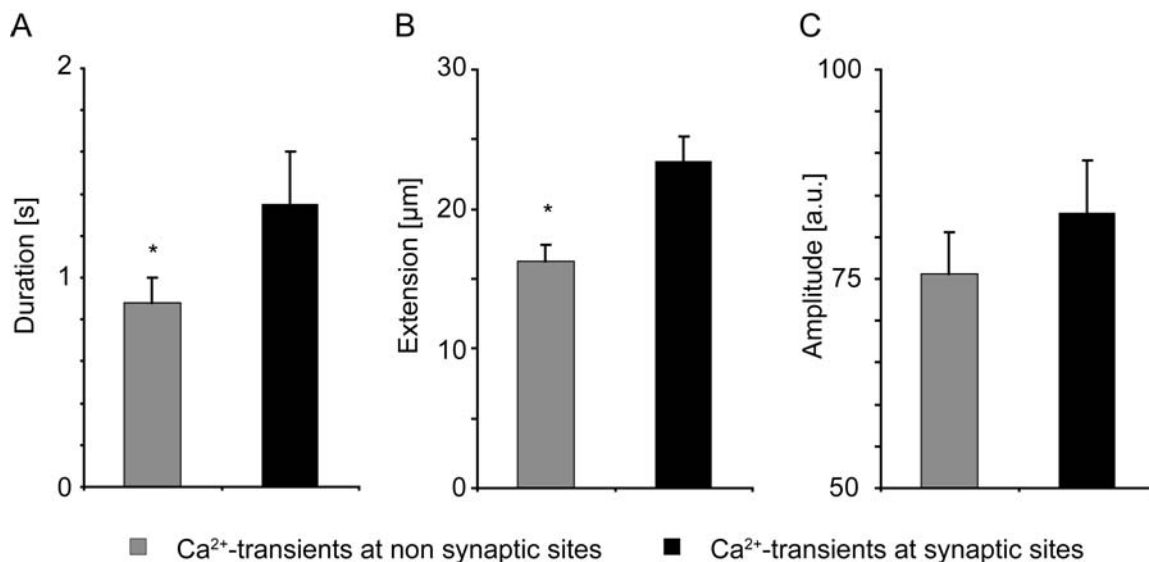 A
Duration [s]
2
1
0
*
B
Extension [µm]
30
20
10
0
*
C
Amplitude [a.u.]
100
75
50
Ca²⁺-transients at non synaptic sites
Ca²⁺-transients at synaptic sites